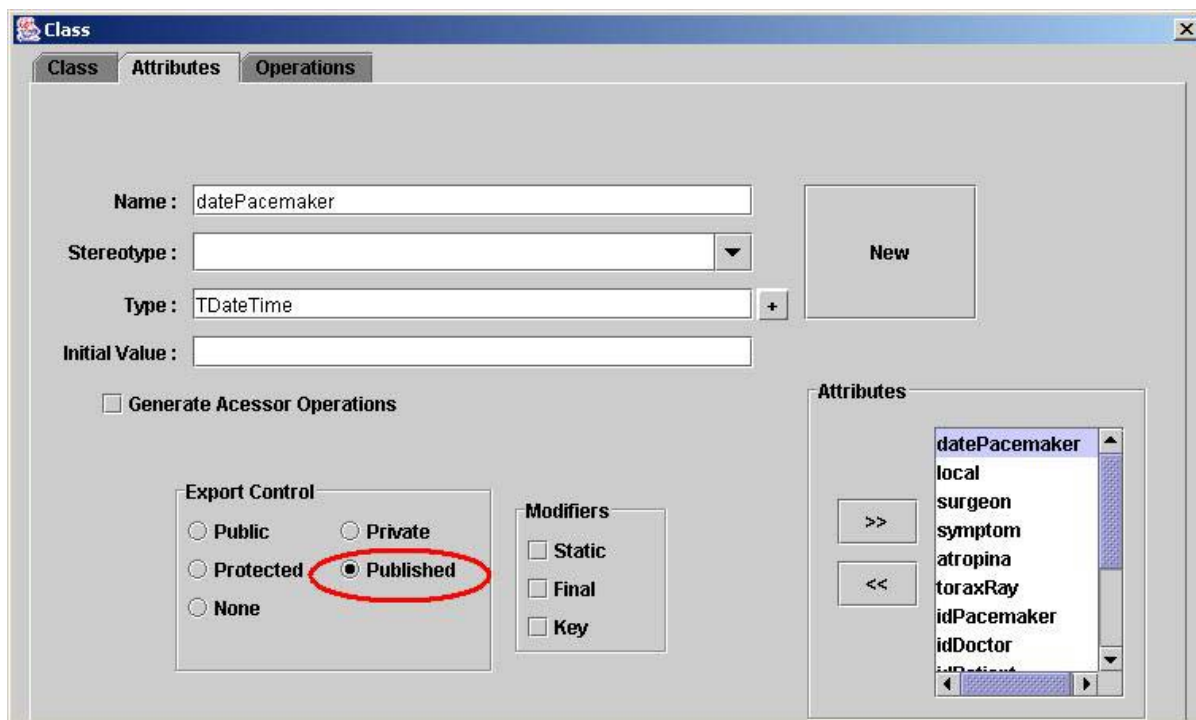 Class
Class Attributes Operations
Name : datePacemaker
New
Stereotype :
Type : TDateTime +
Initial Value :
Generate Acessor Operations
Attributes
datePacemaker
local
surgeon
symptom
atropina
toraxRay
idPacemaker
idDoctor
>>
<<
Export Control
Public Private
Protected Published
None
Modifiers
Static
Final
Key